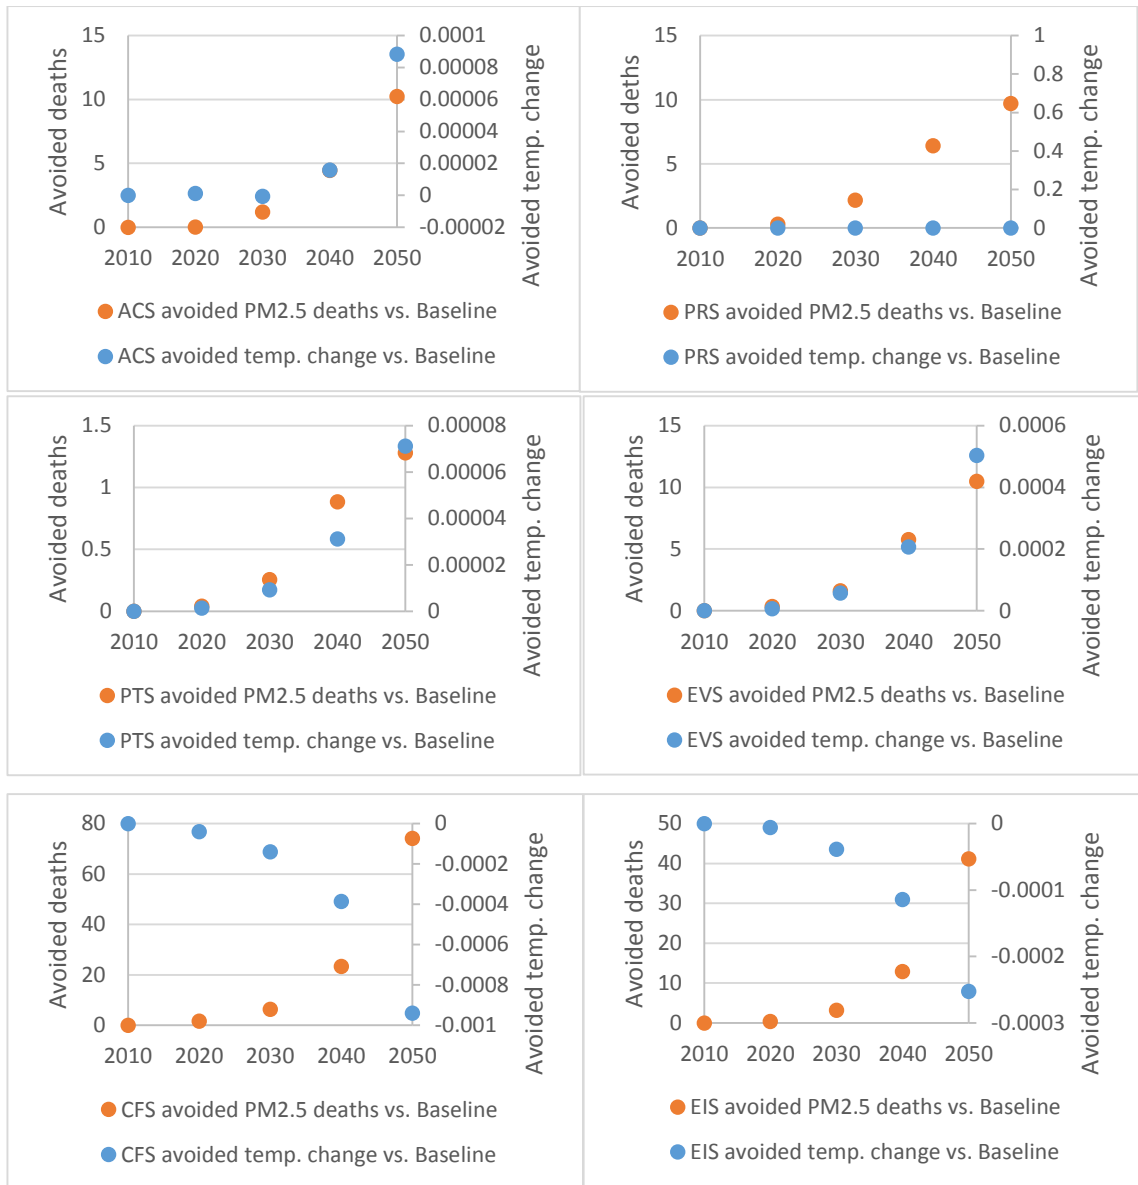 Avoided deaths
15
10
5
0
0.0001
0.00008
0.00006
0.00004
0.00002
0
-0.00002
Avoided temp. change
2010 2020 2030 2040 2050
ACS avoided PM2.5 deaths vs. Baseline
ACS avoided temp. change vs. Baseline
Avoided deths
15
10
5
0
1
0.8
0.6
0.4
0.2
0
Avoided temp. change
2010 2020 2030 2040 2050
PRS avoided PM2.5 deaths vs. Baseline
PRS avoided temp. change vs. Baseline
Avoided deaths
1.5
1
0.5
0
0.00008
0.00006
0.00004
0.00002
0
Avoided temp. change
2010 2020 2030 2040 2050
PTS avoided PM2.5 deaths vs. Baseline
PTS avoided temp. change vs. Baseline
Avoided deaths
15
10
5
0
0.0006
0.0004
0.0002
0
Avoided temp. change
2010 2020 2030 2040 2050
EVS avoided PM2.5 deaths vs. Baseline
EVS avoided temp. change vs. Baseline
Avoided deaths
80
60
40
20
0
0
-0.0002
-0.0004
-0.0006
-0.0008
-0.001
Avoided temp. change
2010 2020 2030 2040 2050
CFS avoided PM2.5 deaths vs. Baseline
CFS avoided temp. change vs. Baseline
Avoided deaths
50
40
30
20
10
0
0
-0.0001
-0.0002
-0.0003
Avoided temp. change
2010 2020 2030 2040 2050
EIS avoided PM2.5 deaths vs. Baseline
EIS avoided temp. change vs. Baseline